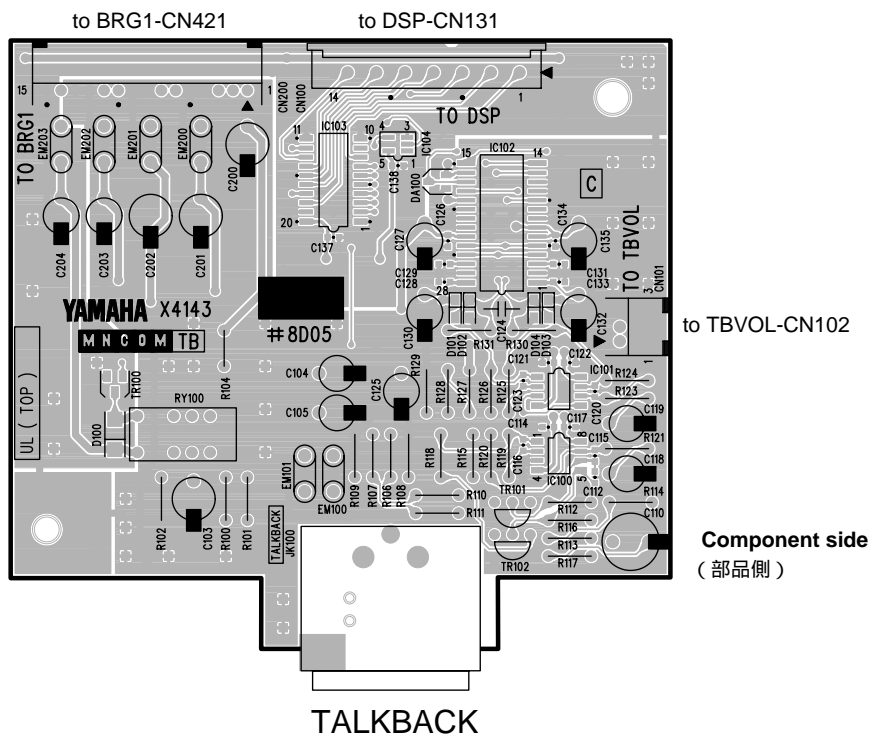 to BRG1-CN421
to DSP-CN131
15
1
CN200
CN100
14
1
TO DSP
TO BRG1
EM203
EM202
EM201
EM200
C200
11
IC103
10
20
1
4
3
5
1
IC104
C138
DA100
15
IC102
14
28
1
C
C126
C127
C129
C128
C130
C134
C135
C131
C133
C132
TO TBVOL
3
CN101
1
to TBVOL-CN102
C204
C203
C202
C201
C137
YAMAHA
X4143
MNCOM TB
#8D05
D101
D102
R131
C124
R130
D104
D103
C121
C122
IC101
R124
R123
UL ( TOP )
TR100
D100
RY100
R104
C104
C105
C125
R129
R128
R127
R126
R125
C123
C120
C119
C114
C117
R121
R118
R115
R120
R119
C116
1
8
4
5
IC100
C115
C118
EM101
EM100
R109
R107
R106
R108
R110
R111
TR101
TR102
C112
R114
R112
C110
R116
R113
R117
R102
C103
R100
R101
TALKBACK
JK100
Component side
（部品側）
TALKBACK